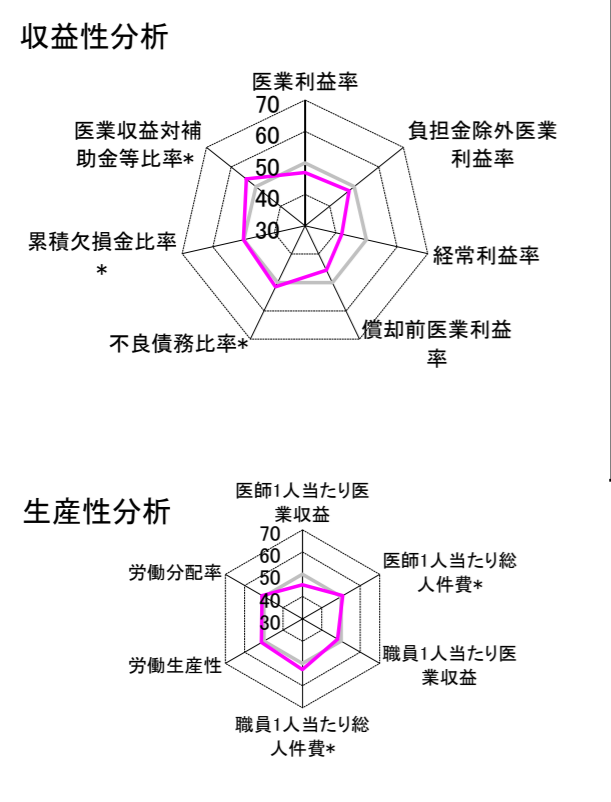 収益性分析
医業利益率
70
60
50
40
30
負担金除外医業
利益率
経常利益率
償却前医業利益
率
不良債務比率*
累積欠損金比率
*
医業収益対補
助金等比率*
生産性分析
医師1人当たり医
業収益
70
60
50
40
30
医師1人当たり総
人件費*
職員1人当たり医
業収益
職員1人当たり総
人件費*
労働生産性
労働分配率